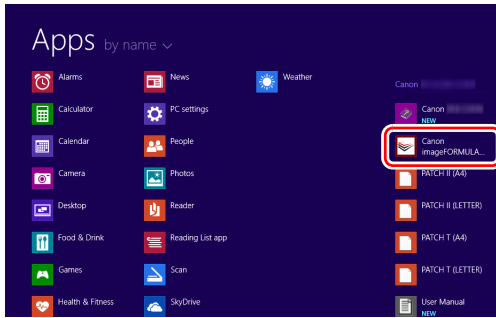 Apps by name
Alarms
Calculator
Calendar
Camera
Desktop
Food & Drink
Games
Health & Fitness
News
PC settings
People
Photos
Reader
Reading List app
Scan
SkyDrive
Weather
Canon
Canon
NEW
Canon
imageFORMULA...
PATCH II (A4)
PATCH II (LETTER)
PATCH T (A4)
PATCH T (LETTER)
User Manual
NEW